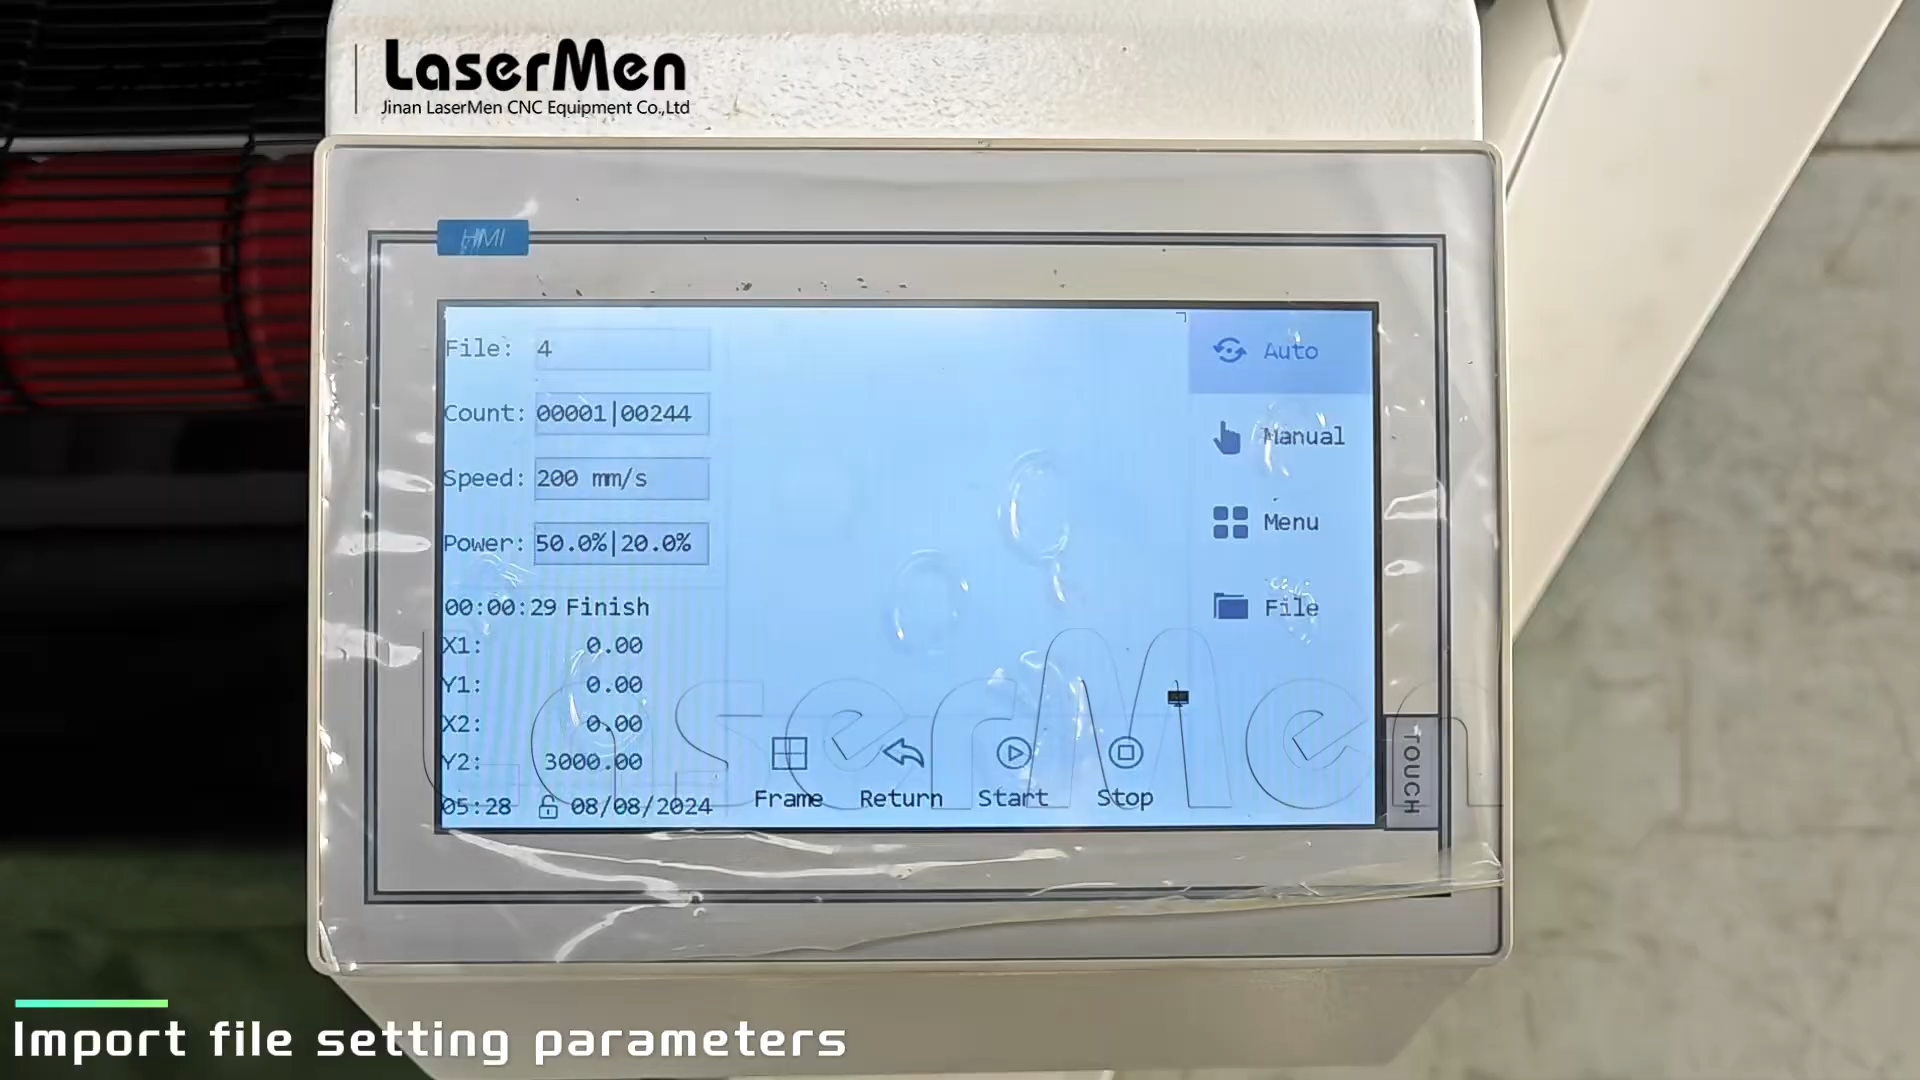 LaserMen
Jinan LaserMen CNC Equipment Co.,Ltd
HMI
File: 4
Count: 00001|00244
Speed: 200 mm/s
Power: 50.0%|20.0%
00:00:29 Finish
X1: 0.00
Y1: 0.00
X2: 0.00
Y2: 3000.00
05:28 08/08/2024
Auto
Manual
Menu
File
Frame
Return
Start
Stop
LaserMen
TOUCH
Import file setting parameters